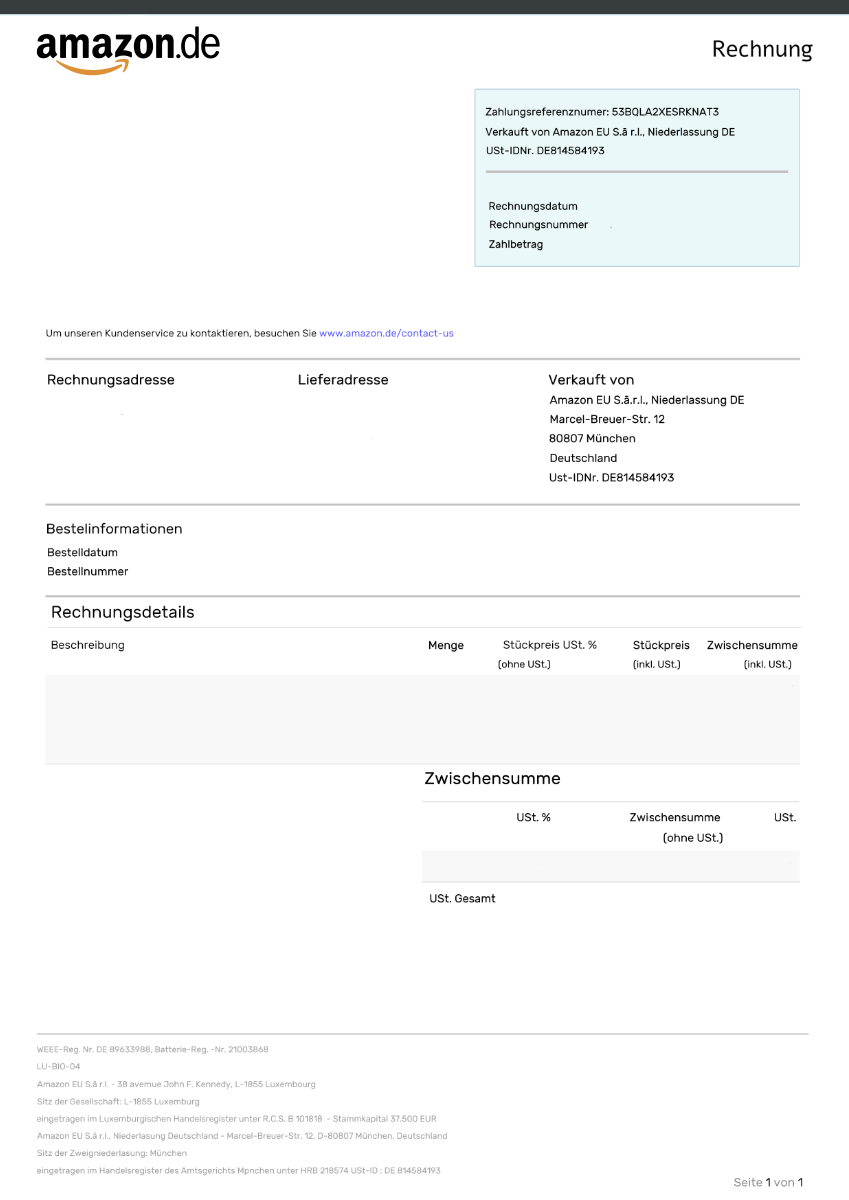 amazon.de
Rechnung
Zahlungsreferenznumer: 53BQLA2XESRKNAT3
Verkauft von Amazon EU S.ā r.l., Niederlassung DE
USt-IDNr. DE814584193
Rechnungsdatum
Rechnungsnummer
Zahlbetrag
Um unseren Kundenservice zu kontaktieren, besuchen Sie www.amazon.de/contact-us
Rechnungsadresse
Lieferadresse
Verkauft von
Amazon EU S.ā.r.l., Niederlassung DE
Marcel-Breuer-Str. 12
80807 München
Deutschland
Ust-IDNr. DE814584193
Bestelinformationen
Bestelldatum
Bestellnummer
Rechnungsdetails
Beschreibung Menge Stückpreis USt. % Stückpreis Zwischensumme
(ohne USt.) (inkl. USt.) (inkl. USt.)
Zwischensumme
USt. % Zwischensumme USt.
(ohne USt.)
USt. Gesamt
WEEE-Reg. Nr. DE 89633988, Batterie-Reg. -Nr. 21003868
LU-BIO-04
Amazon EU S.ā r.l. - 38 avemue John F. Kennedy, L-1855 Luxembourg
Sitz der Gesellschaft: L-1855 Luxemburg
eingetragen im Luxemburgischen Handelsregister unter R.C.S. B 101818 - Stammkapital 37.500 EUR
Amazon EU S.ā r.l., Niederlasung Deutschland - Marcel-Breuer-Str. 12, D-80807 München, Deutschland
Sitz der Zweigniederlasung: München
eingetragen im Handelsregister des Amtsgerichts Mpnchen unter HRB 218574 USt-ID : DE 814584193
Seite 1 von 1